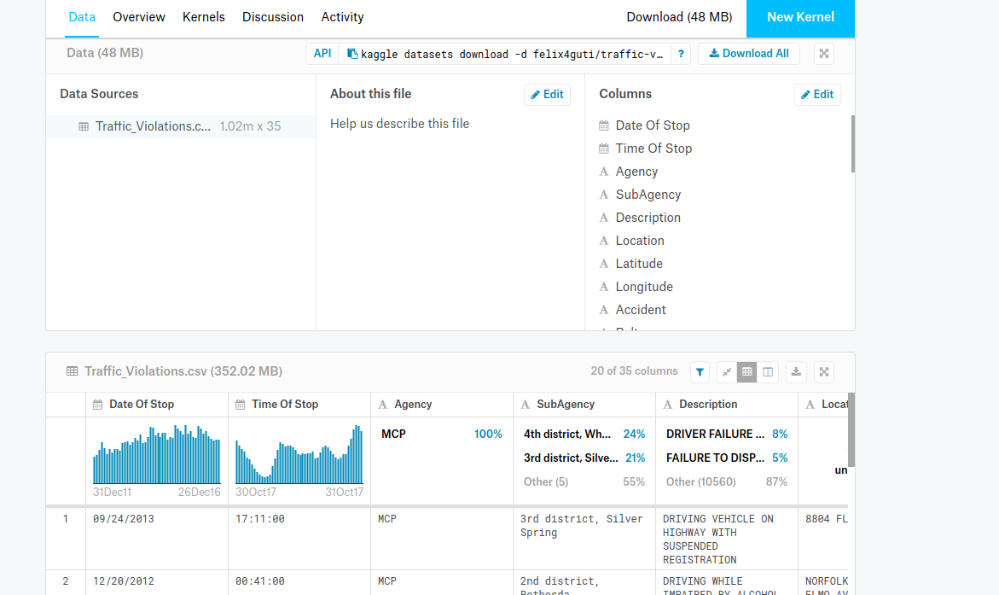 Data Overview Kernels Discussion Activity Download (48 MB) New Kernel
Data (48 MB) API kaggle datasets download -d felix4guti/traffic-v… ? Download All
Data Sources
Traffic_Violations.c... 1.02m x 35
About this file Edit
Help us describe this file
Columns Edit
Date Of Stop
Time Of Stop
A Agency
A SubAgency
A Description
A Location
A Latitude
A Longitude
A Accident
Traffic_Violations.csv (352.02 MB) 20 of 35 columns
Date Of Stop Time Of Stop A Agency A SubAgency A Description A Locat
31Dec11 26Dec16 30Oct17 31Oct17
MCP 100%
4th district, Wh... 24%
3rd district, Silve... 21%
Other (5) 55%
DRIVER FAILURE ... 8%
FAILURE TO DISP... 5%
Other (10560) 87%
un
1 09/24/2013 17:11:00 MCP 3rd district, Silver Spring DRIVING VEHICLE ON HIGHWAY WITH SUSPENDED REGISTRATION 8804 FL
2 12/20/2012 00:41:00 MCP 2nd district, Bethesda DRIVING WHILE IMPAIRED BY ALCOHOL NORFOLK ELMO AV